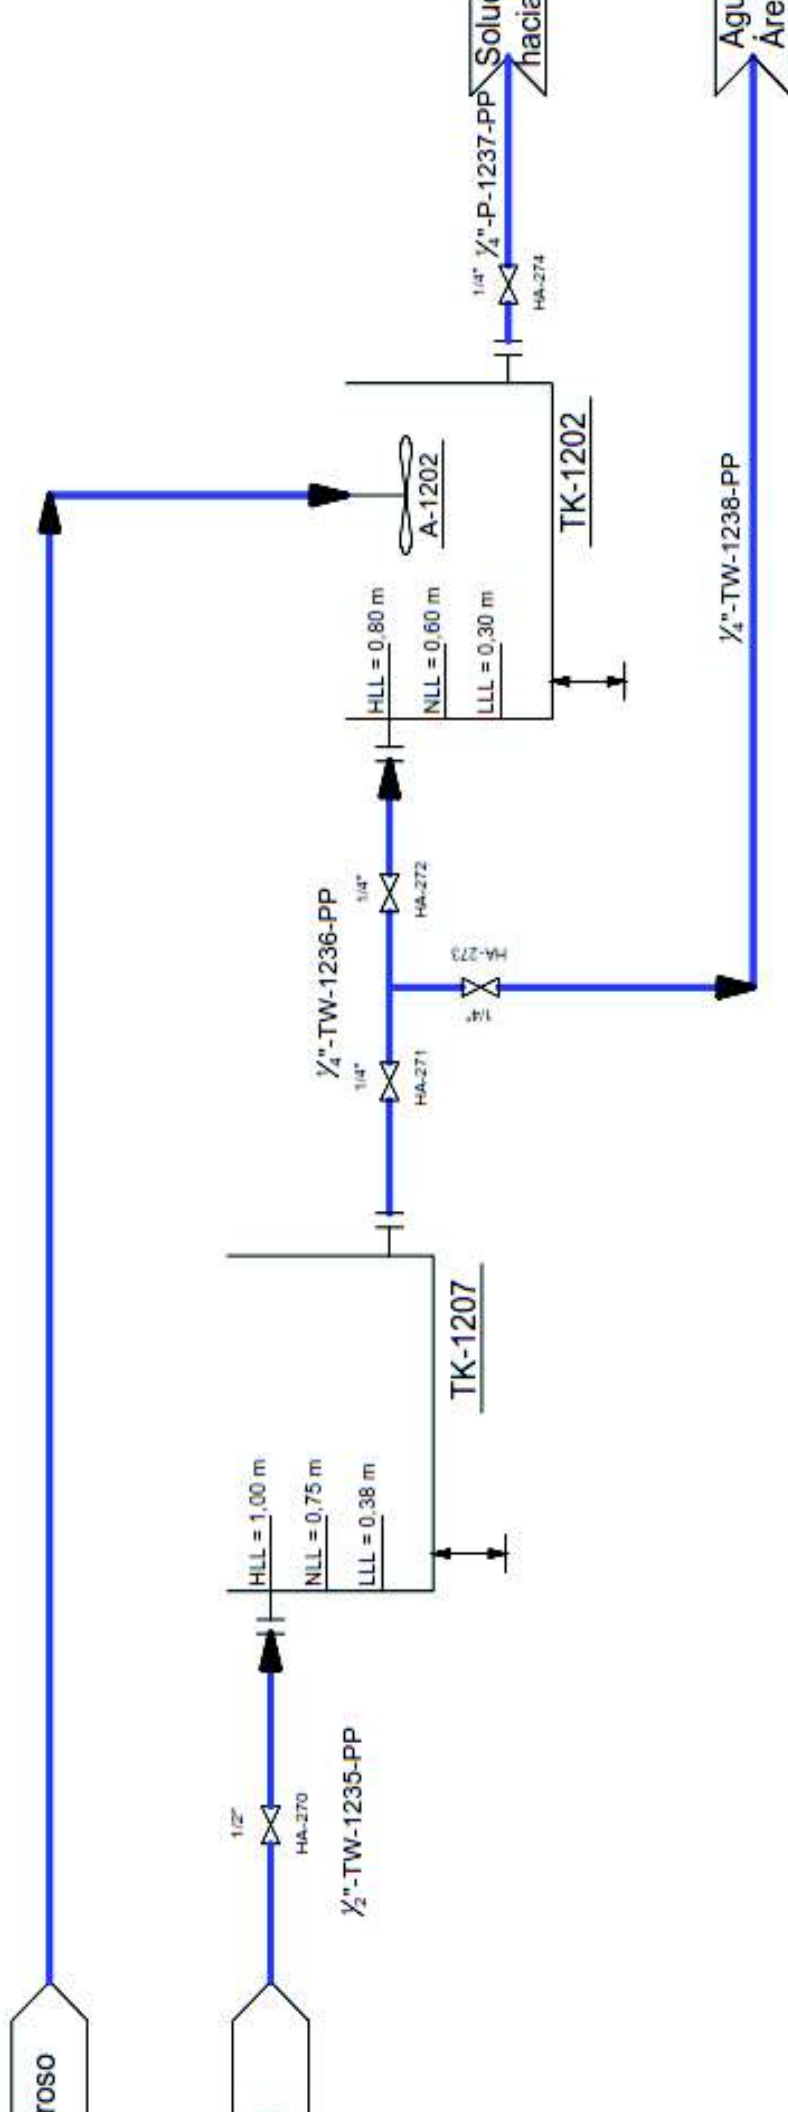 roso
1/2"
HA-270
½"-TW-1235-PP
HLL = 1,00 m
NLL = 0,75 m
LLL = 0,38 m
TK-1207
¼"-TW-1236-PP
1/4"
HA-271
1/4"
HA-272
HA-273
1/4"
HLL = 0,80 m
NLL = 0,60 m
LLL = 0,30 m
A-1202
TK-1202
1/4"
HA-274
¼"-P-1237-PP
hacia
¼"-TW-1238-PP
Agu
Áre